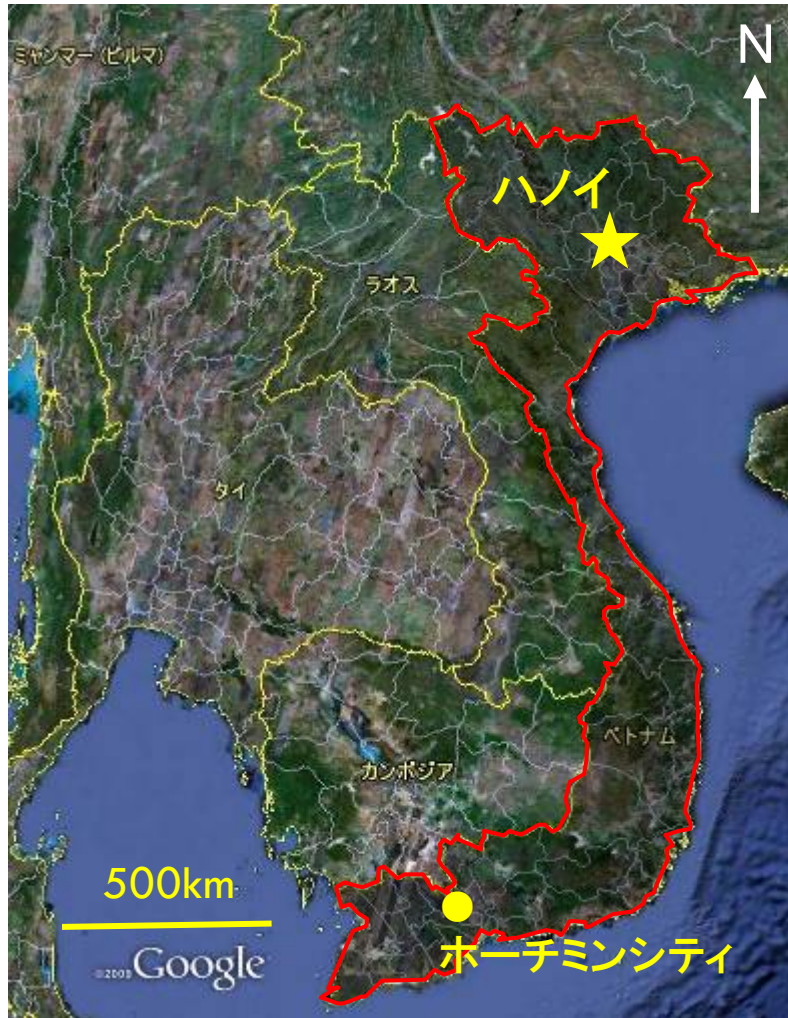 ミャンマー (ビルマ)
N
ハノイ
ラオス
タイ
ベトナム
カンボジア
500km
ホーチミンシティ
Google